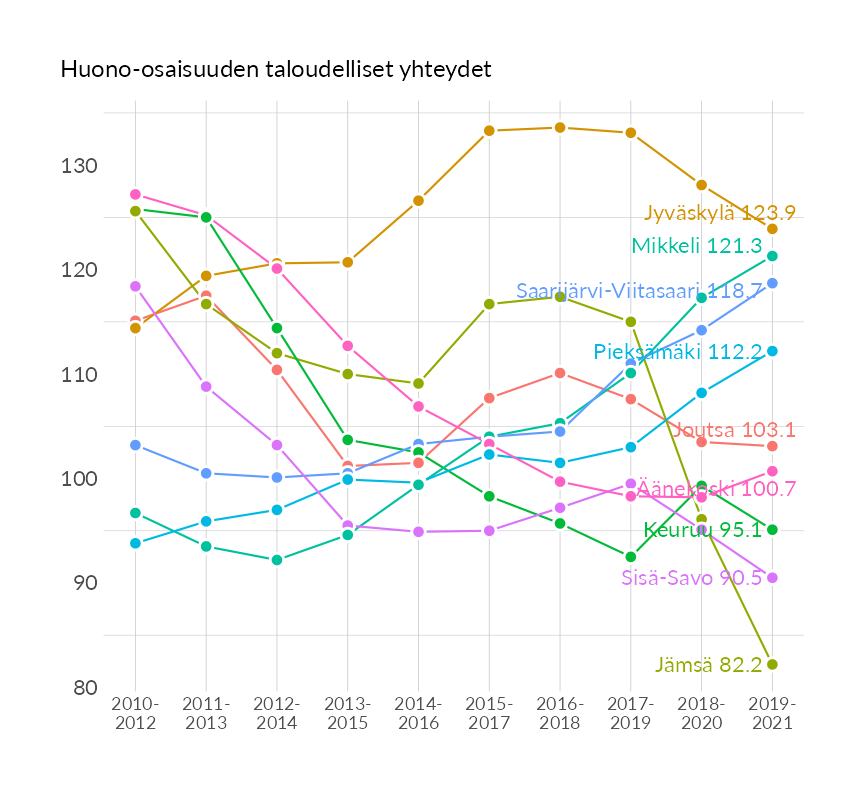 Huono-osaisuuden taloudelliset yhteydet
130
120
110
100
90
80
Jyväskylä 123.9
Mikkeli 121.3
Saarijärvi-Viitasaari 118.7
Pieksämäki 112.2
Joutsa 103.1
Äänekoski 100.7
Keuruu 95.1
Sisä-Savo 90.5
Jämsä 82.2
2010-
2012
2011-
2013
2012-
2014
2013-
2015
2014-
2016
2015-
2017
2016-
2018
2017-
2019
2018-
2020
2019-
2021